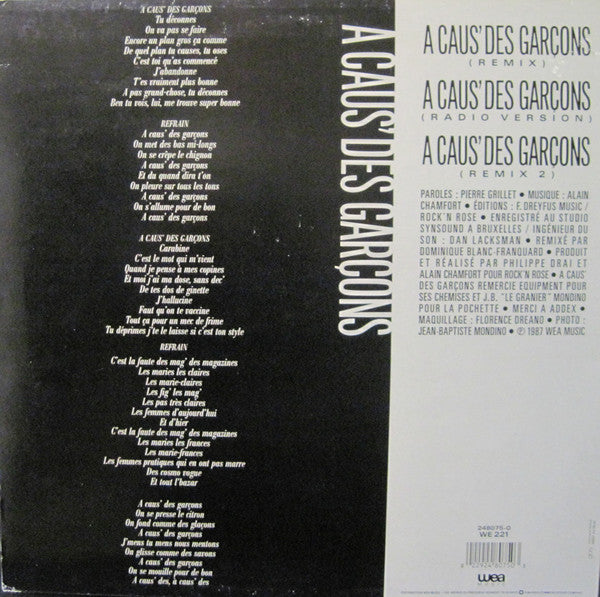 A CAUS' DES GARÇONS
Tu déconnes
On va pas se faire
Encore un plan gros ça comme
De quel plan tu causes, tu oses
C'est toi qu'as commencé
J'abandonne
T'es vraiment plus bonne
A pas grand-chose, tu déconnes
Ben tu vois, lui, me trouve super bonne
REFRAIN
A caus' des garçons
On met des bas mi-longs
On se crêpe le chignon
A caus' des garçons
Et du quand dira t'on
On pleure sur tous les tons
A caus' des garçons
On s'allume pour de bon
A caus' des garçons
A CAUS' DES GARÇONS
Carabine
C'est le mot qui m'rient
Quand je pense à mes copines
Et moi j'ai ma dose, sans dec'
De tes dos de ginette
J'hallucine
Faut qu'on te vaccine
Tout ça pour un mec de frime
Tu déprimes j'te le laisse si c'est ton style
REFRAIN
C'est la faute des mag' des magazines
Les maries les claires
Les marie-claires
Les fig' les mag'
Les pas très claires
Les femmes d'aujourd'hui
Et d'hier
C'est la faute des mag' des magazines
Les maries les frances
Les marie-frances
Les femmes pratiques qui en ont pas marre
Des cosmo vogue
Et tout l'bazar
A caus' des garçons
On se presse le citron
On fond comme des glaçons
A caus' des garçons
J'mens tu mens nous mentons
On glisse comme des savons
A caus' des garçons
On se mouille pour de bon
A caus' des, à caus' des
A CAUS' DES GARÇONS
A CAUS' DES GARÇONS
(REMIX)
A CAUS' DES GARÇONS
(RADIO VERSION)
A CAUS' DES GARÇONS
(REMIX 2)
PAROLES : PIERRE GRILLET • MUSIQUE : ALAIN
CHAMFORT • ÉDITIONS : F. DREYFUS MUSIC /
ROCK'N ROSE • ENREGISTRÉ AU STUDIO
SYNSOUND A BRUXELLES / INGÉNIEUR DU
SON : DAN LACKSMAN • REMIXÉ PAR
DOMINIQUE BLANC-FRANQUARD • PRODUIT
ET RÉALISÉ PAR PHILIPPE DRAI ET
ALAIN CHAMFORT POUR ROCK'N ROSE • A CAUS'
DES GARÇONS REMERCIE EQUIPMENT POUR
SES CHEMISES ET J.B. "LE GRANIER" MONDINO
POUR LA POCHETTE • MERCI A ADDEX •
MAQUILLAGE : FLORENCE DREANO • PHOTO :
JEAN-BAPTISTE MONDINO • ℗ 1987 WEA MUSIC
248075-0
WE 221
wea
MUSIC